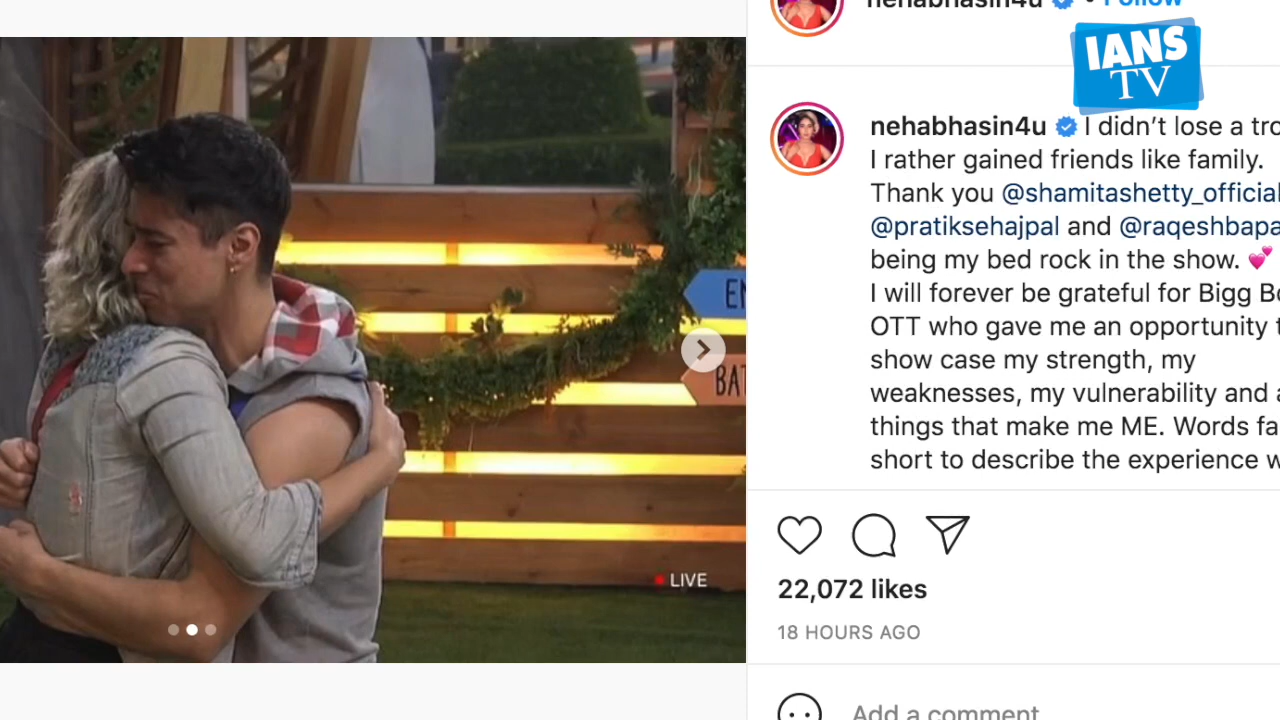 nehabhasin4u • Follow
IANS
TV
nehabhasin4u I didn’t lose a
I rather gained friends like family.
Thank you @shamitashetty_official
@pratiksehajpal and @raqeshbapa
being my bed rock in the show. 💕
I will forever be grateful for Bigg
OTT who gave me an opportunity
show case my strength, my
weaknesses, my vulnerability and
things that make me ME. Words
short to describe the experience
LIVE
BAT
22,072 likes
18 HOURS AGO
Add a comment